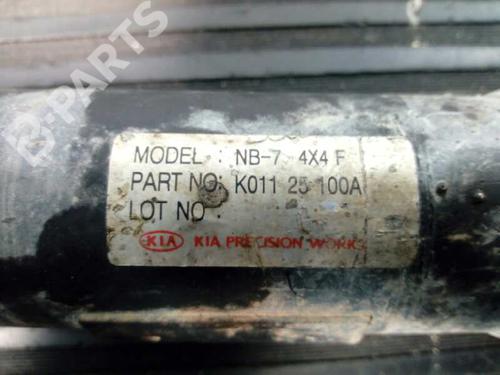 B-PARTS
MODEL : NB-7 4X4 F
PART NO: K011 25 100A
LOT NO :
KIA KIA PRECISION WORKS